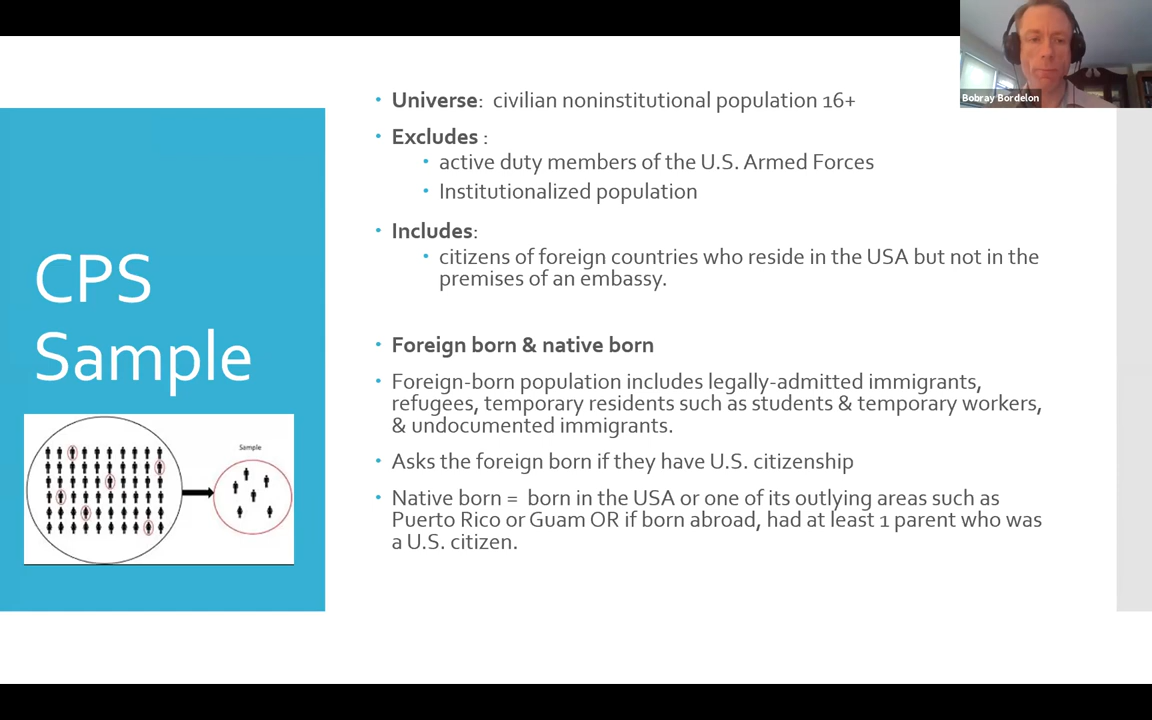 Bobray Bordelon
CPS
Sample
Sample
Universe:  civilian noninstitutional population 16+
Excludes :
active duty members of the U.S. Armed Forces
Institutionalized population
Includes:
citizens of foreign countries who reside in the USA but not in the
premises of an embassy.
Foreign born & native born
Foreign-born population includes legally-admitted immigrants,
refugees, temporary residents such as students & temporary workers,
& undocumented immigrants.
Asks the foreign born if they have U.S. citizenship
Native born =  born in the USA or one of its outlying areas such as
Puerto Rico or Guam OR if born abroad, had at least 1 parent who was
a U.S. citizen.